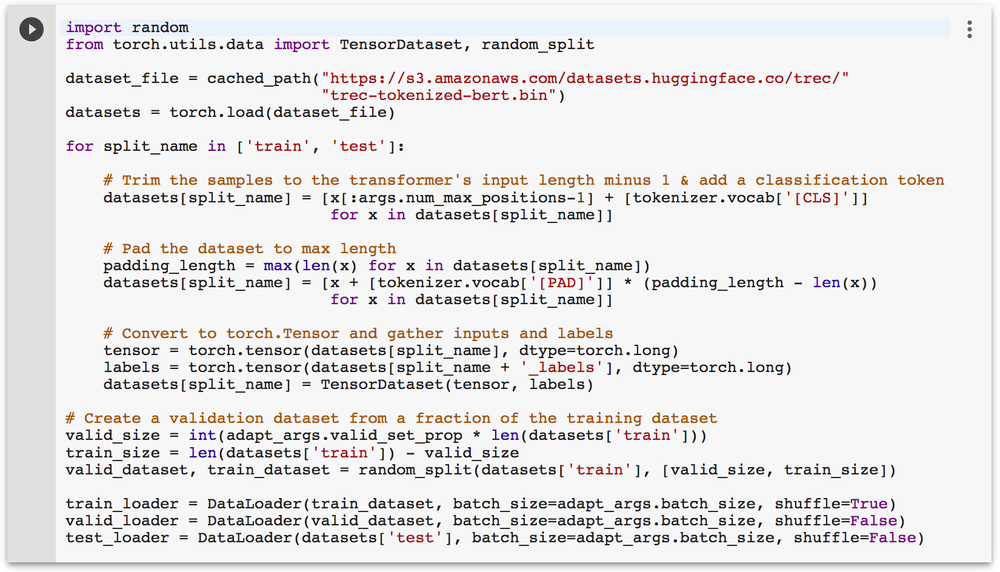 import random
from torch.utils.data import TensorDataset, random_split

dataset_file = cached_path("https://s3.amazonaws.com/datasets.huggingface.co/trec/"
                           "trec-tokenized-bert.bin")
datasets = torch.load(dataset_file)

for split_name in ['train', 'test']:

    # Trim the samples to the transformer's input length minus 1 & add a classification token
    datasets[split_name] = [x[:args.num_max_positions-1] + [tokenizer.vocab['[CLS]']]
                            for x in datasets[split_name]]

    # Pad the dataset to max length
    padding_length = max(len(x) for x in datasets[split_name])
    datasets[split_name] = [x + [tokenizer.vocab['[PAD]']] * (padding_length - len(x))
                            for x in datasets[split_name]]

    # Convert to torch.Tensor and gather inputs and labels
    tensor = torch.tensor(datasets[split_name], dtype=torch.long)
    labels = torch.tensor(datasets[split_name + '_labels'], dtype=torch.long)
    datasets[split_name] = TensorDataset(tensor, labels)

# Create a validation dataset from a fraction of the training dataset
valid_size = int(adapt_args.valid_set_prop * len(datasets['train']))
train_size = len(datasets['train']) - valid_size
valid_dataset, train_dataset = random_split(datasets['train'], [valid_size, train_size])

train_loader = DataLoader(train_dataset, batch_size=adapt_args.batch_size, shuffle=True)
valid_loader = DataLoader(valid_dataset, batch_size=adapt_args.batch_size, shuffle=False)
test_loader = DataLoader(datasets['test'], batch_size=adapt_args.batch_size, shuffle=False)